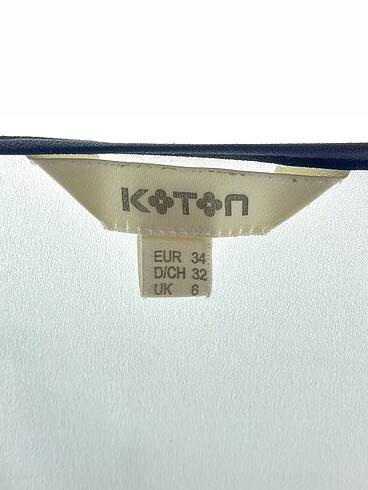 KOTON
EUR 34
D/CH 32
UK 6